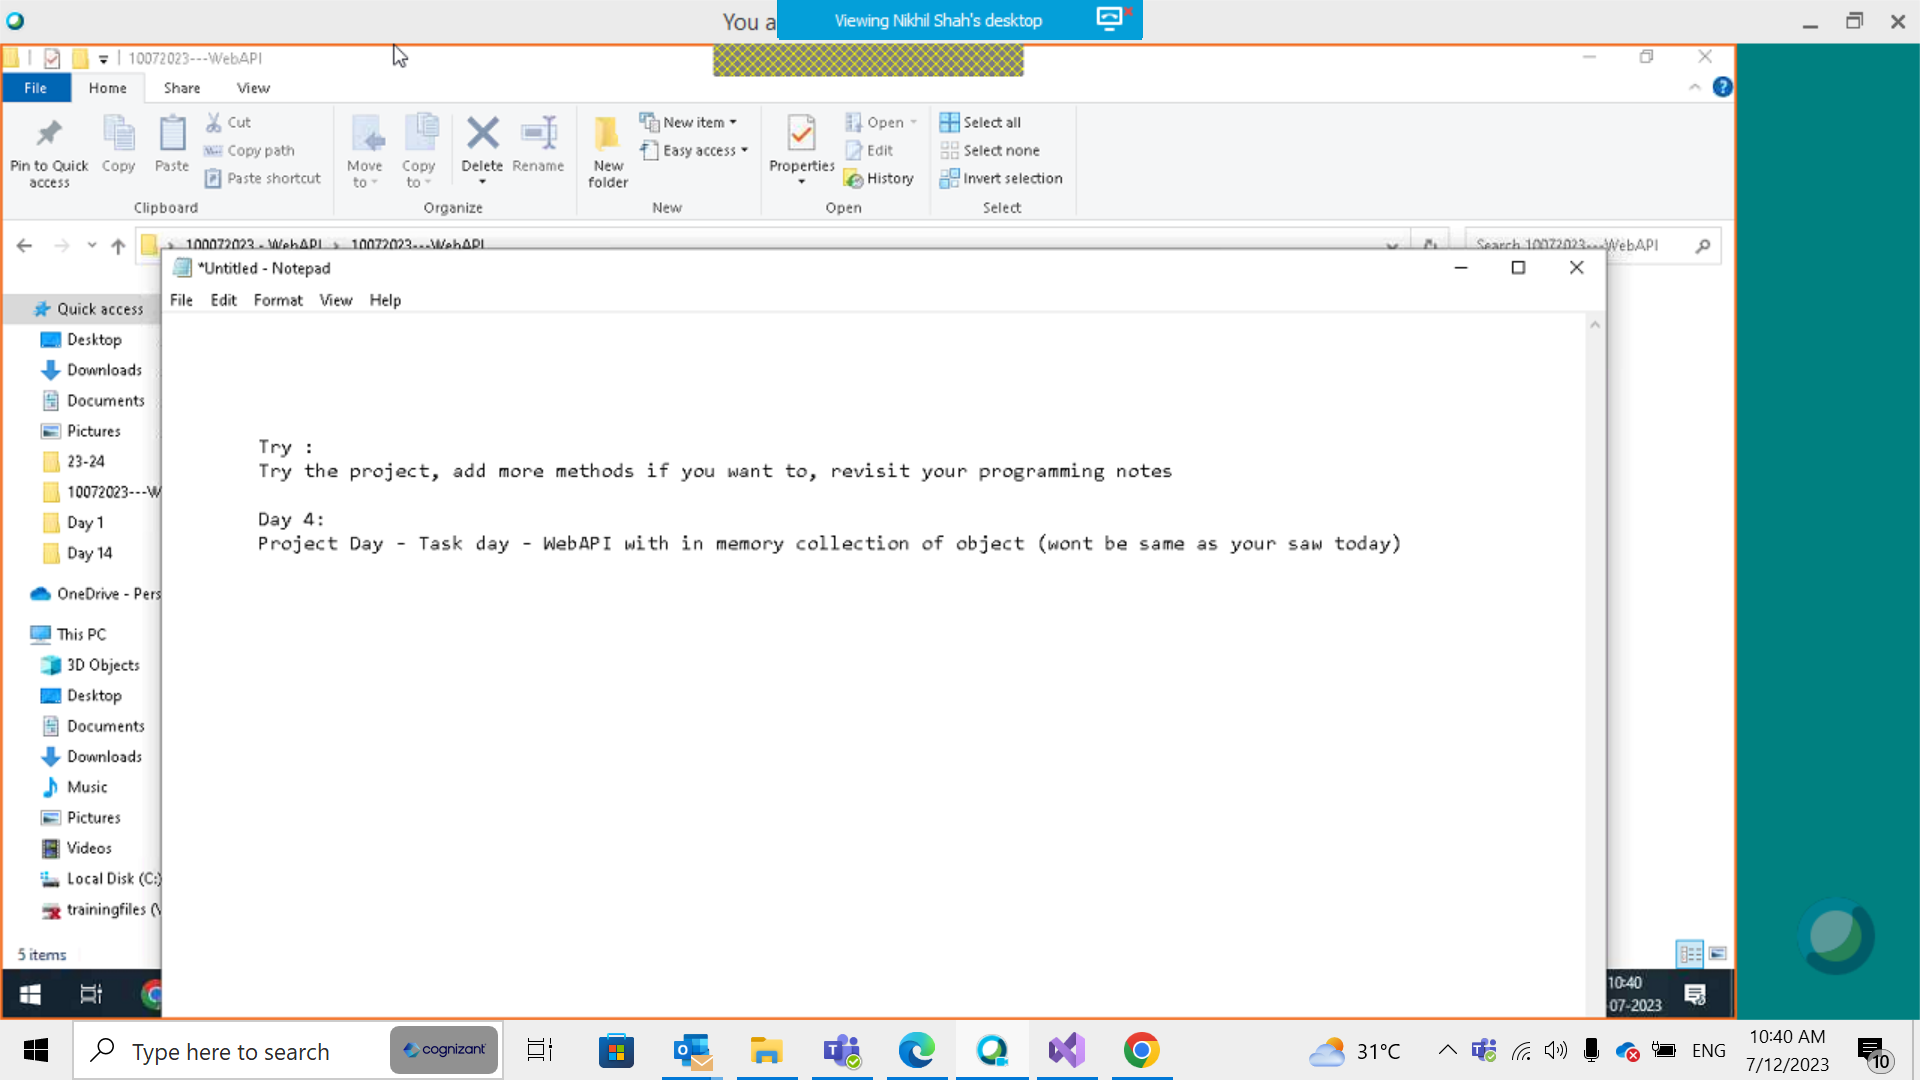 You a
Viewing Nikhil Shah's desktop
10072023---WebAPI
File Home Share View
Pin to Quick access
Copy
Paste
Cut
Copy path
Paste shortcut
Move to
Copy to
Delete
Rename
New folder
New item
Easy access
Properties
Open
Edit
History
Select all
Select none
Invert selection
Clipboard Organize New Open Select
100072023 - WebAPI > 10072023---WebAPI
Search 10072023---WebAPI
*Untitled - Notepad
File Edit Format View Help
Try :
Try the project, add more methods if you want to, revisit your programming notes
Day 4:
Project Day - Task day - WebAPI with in memory collection of object (wont be same as your saw today)
Quick access
Desktop
Downloads
Documents
Pictures
23-24
10072023---W
Day 1
Day 14
OneDrive - Pers
This PC
3D Objects
Desktop
Documents
Downloads
Music
Pictures
Videos
Local Disk (C:)
trainingfiles (\
5 items
10:40
-07-2023
Type here to search
cognizant
31°C
ENG
10:40 AM
7/12/2023
10